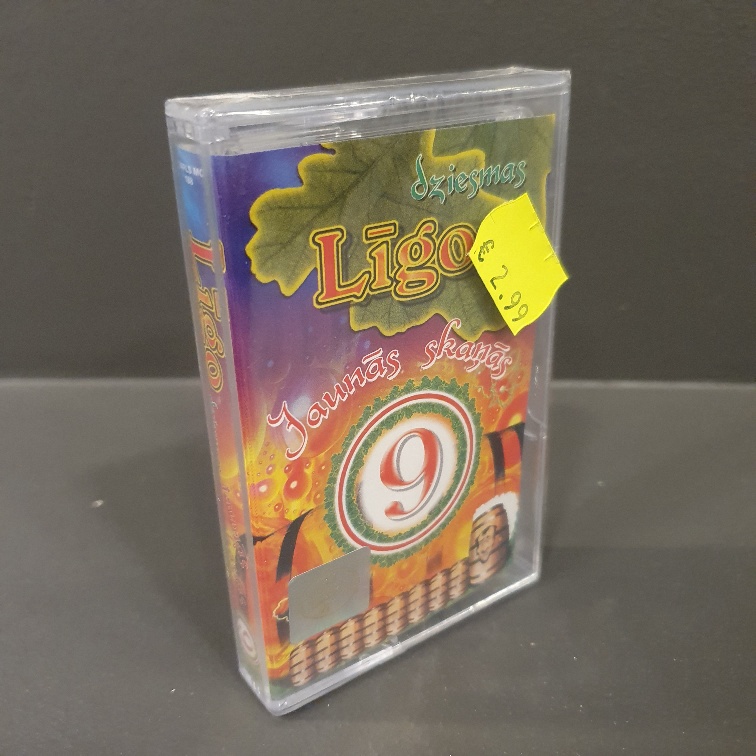 dziesmas
Līgo
€ 2.99
Jaunās skaņās
9
Līgo